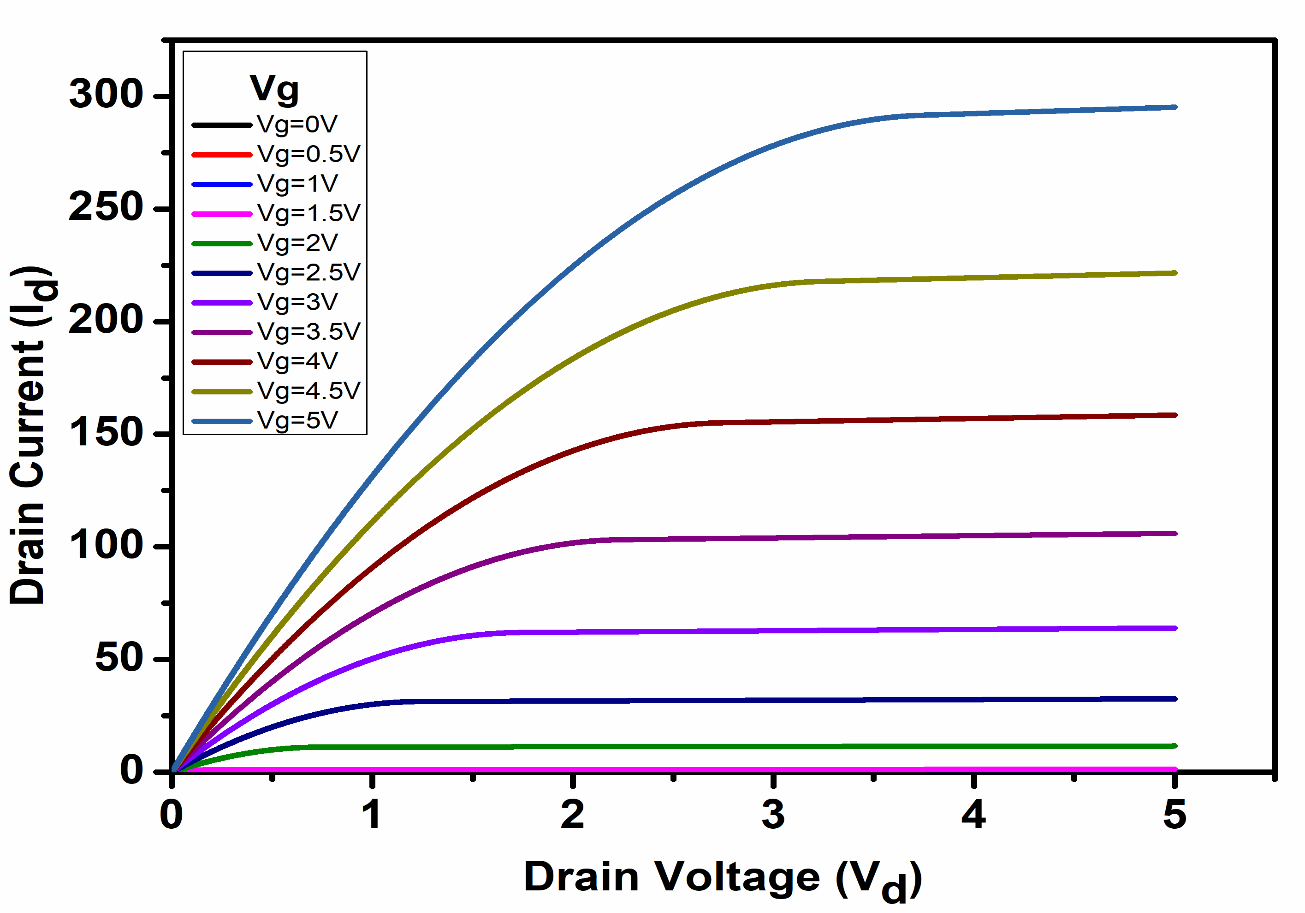 Drain Current (Id)
300
250
200
150
100
50
0
Vg
Vg=0V
Vg=0.5V
Vg=1V
Vg=1.5V
Vg=2V
Vg=2.5V
Vg=3V
Vg=3.5V
Vg=4V
Vg=4.5V
Vg=5V
0 1 2 3 4 5
Drain Voltage (Vd)